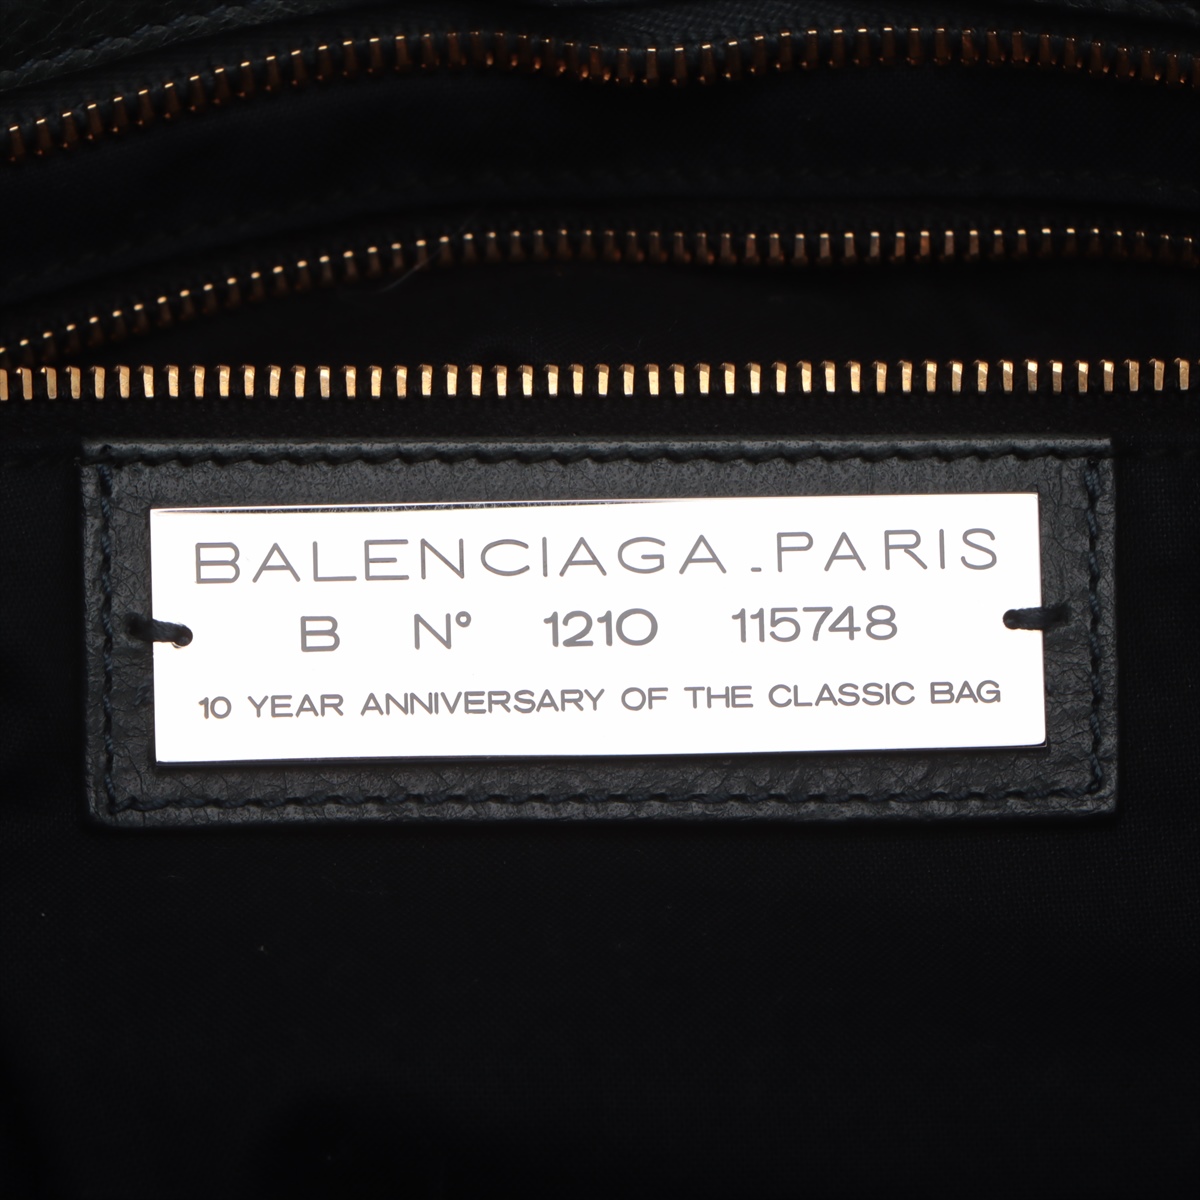 BALENCIAGA.PARIS
B N° 1210 115748
10 YEAR ANNIVERSARY OF THE CLASSIC BAG